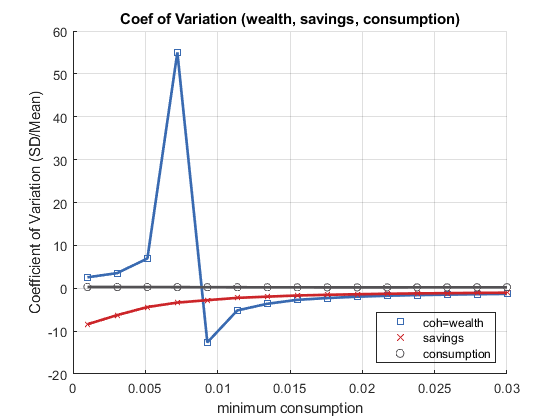 Coef of Variation (wealth, savings, consumption)
Coefficient of Variation (SD/Mean)
60
50
40
30
20
10
0
-10
-20
0
0.005
0.01
0.015
0.02
0.025
0.03
minimum consumption
coh=wealth
savings
consumption